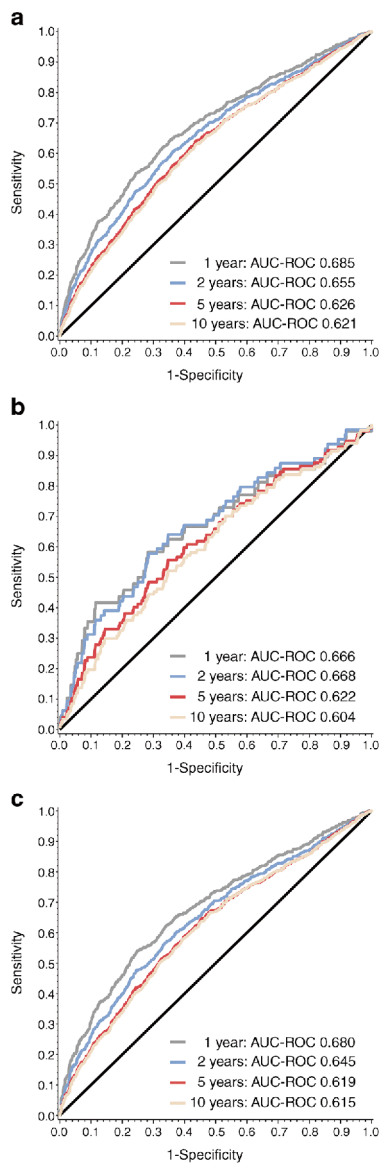 a
1.0
0.9
0.8
0.7
0.6
0.5
0.4
0.3
0.2
0.1
0.0
Sensitivity
1 year: AUC-ROC 0.685
2 years: AUC-ROC 0.655
5 years: AUC-ROC 0.626
10 years: AUC-ROC 0.621
0.0 0.1 0.2 0.3 0.4 0.5 0.6 0.7 0.8 0.9 1.0
1-Specificity
b
1.0
0.9
0.8
0.7
0.6
0.5
0.4
0.3
0.2
0.1
0.0
Sensitivity
1 year: AUC-ROC 0.666
2 years: AUC-ROC 0.668
5 years: AUC-ROC 0.622
10 years: AUC-ROC 0.604
0.0 0.1 0.2 0.3 0.4 0.5 0.6 0.7 0.8 0.9 1.0
1-Specificity
c
1.0
0.9
0.8
0.7
0.6
0.5
0.4
0.3
0.2
0.1
0.0
Sensitivity
1 year: AUC-ROC 0.680
2 years: AUC-ROC 0.645
5 years: AUC-ROC 0.619
10 years: AUC-ROC 0.615
0.0 0.1 0.2 0.3 0.4 0.5 0.6 0.7 0.8 0.9 1.0
1-Specificity